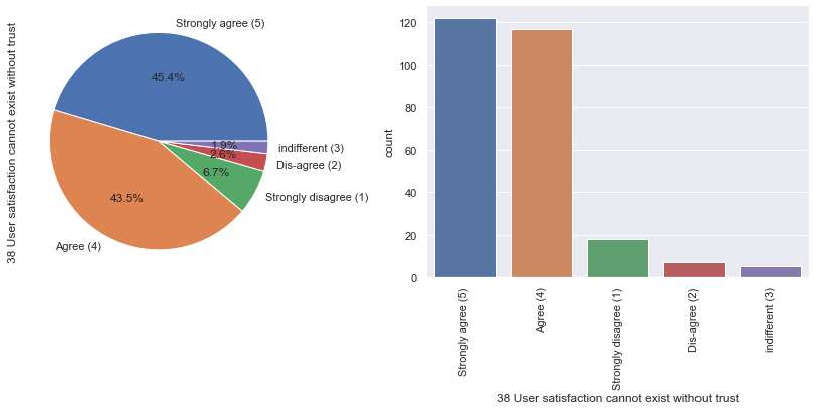 38 User satisfaction cannot exist without trust
Strongly agree (5)
45.4%
indifferent (3)
1.9%
2.6%
Dis-agree (2)
6.7%
Strongly disagree (1)
43.5%
Agree (4)
count
120
100
80
60
40
20
0
Strongly agree (5)
Agree (4)
Strongly disagree (1)
Dis-agree (2)
indifferent (3)
38 User satisfaction cannot exist without trust